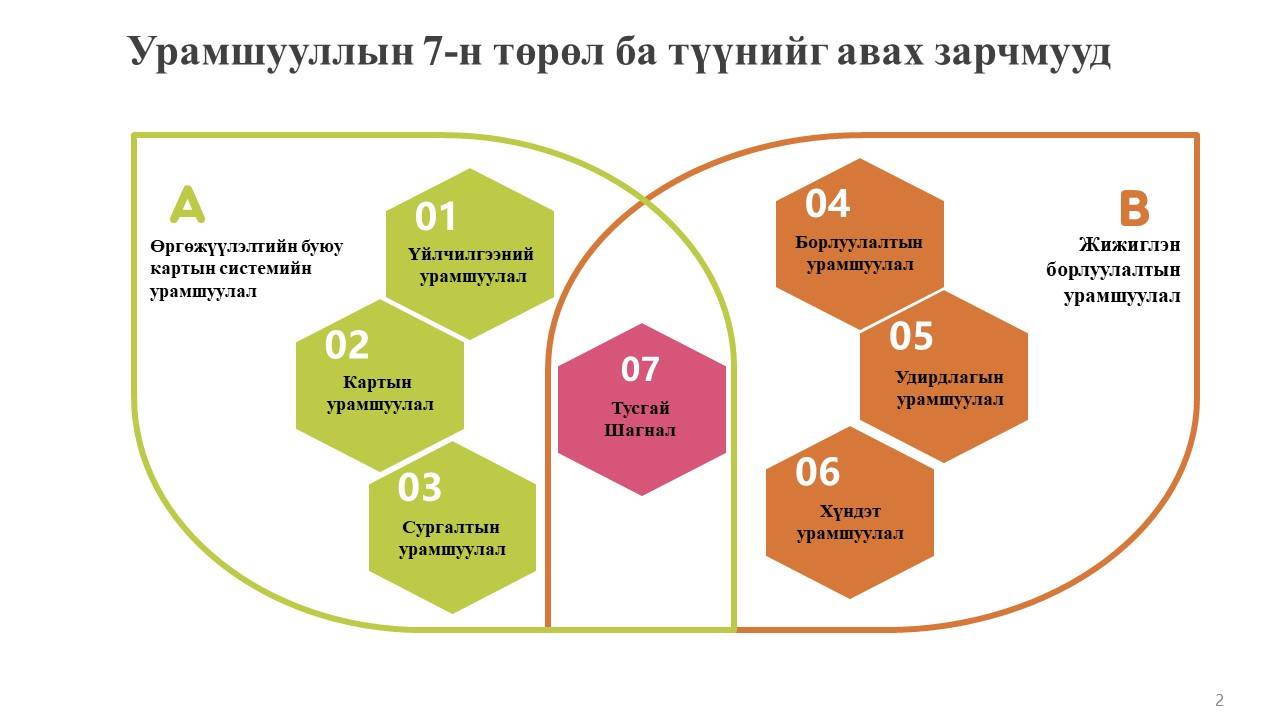 Урамшууллын 7-н төрөл ба түүнийг авах зарчмууд
A
Өргөжүүлэлтийн буюу
картын системийн
урамшуулал
01
Үйлчилгээний
урамшуулал
02
Картын
урамшуулал
03
Сургалтын
урамшуулал
07
Тусгай
Шагнал
04
Борлуулалтын
урамшуулал
05
Удирдлагын
урамшуулал
06
Хүндэт
урамшуулал
B
Жижиглэн
борлуулалтын
урамшуулал
2